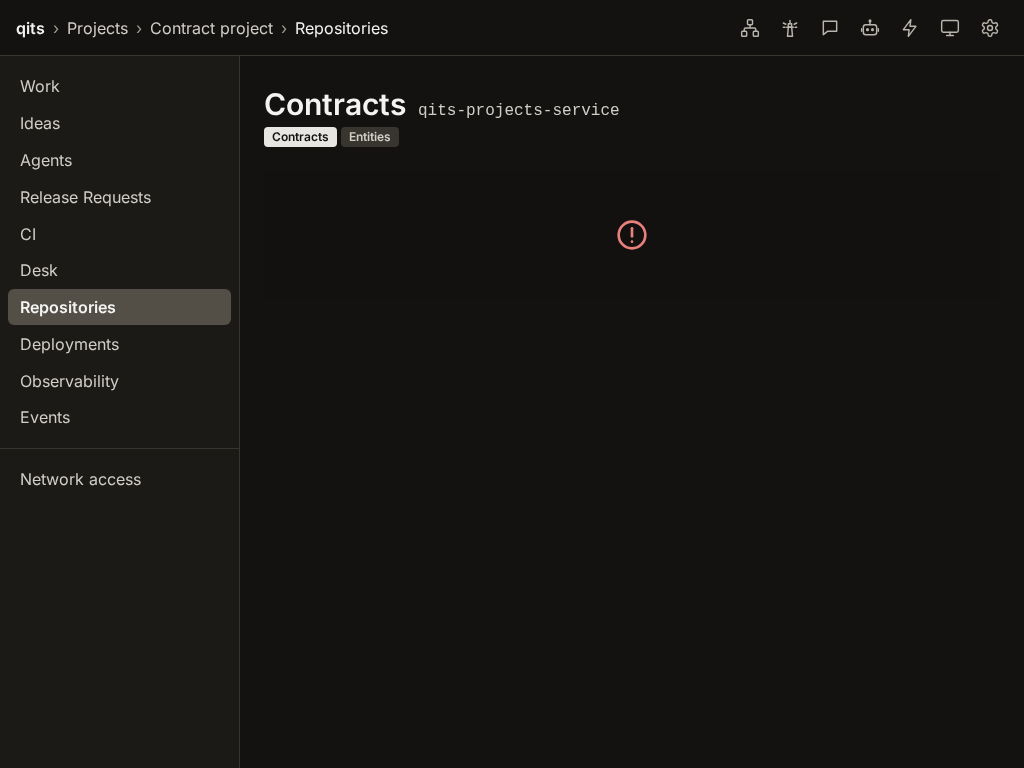 qits › Projects › Contract project › Repositories
Work
Ideas
Agents
Release Requests
CI
Desk
Repositories
Deployments
Observability
Events
Network access
Contracts qits-projects-service
Contracts Entities